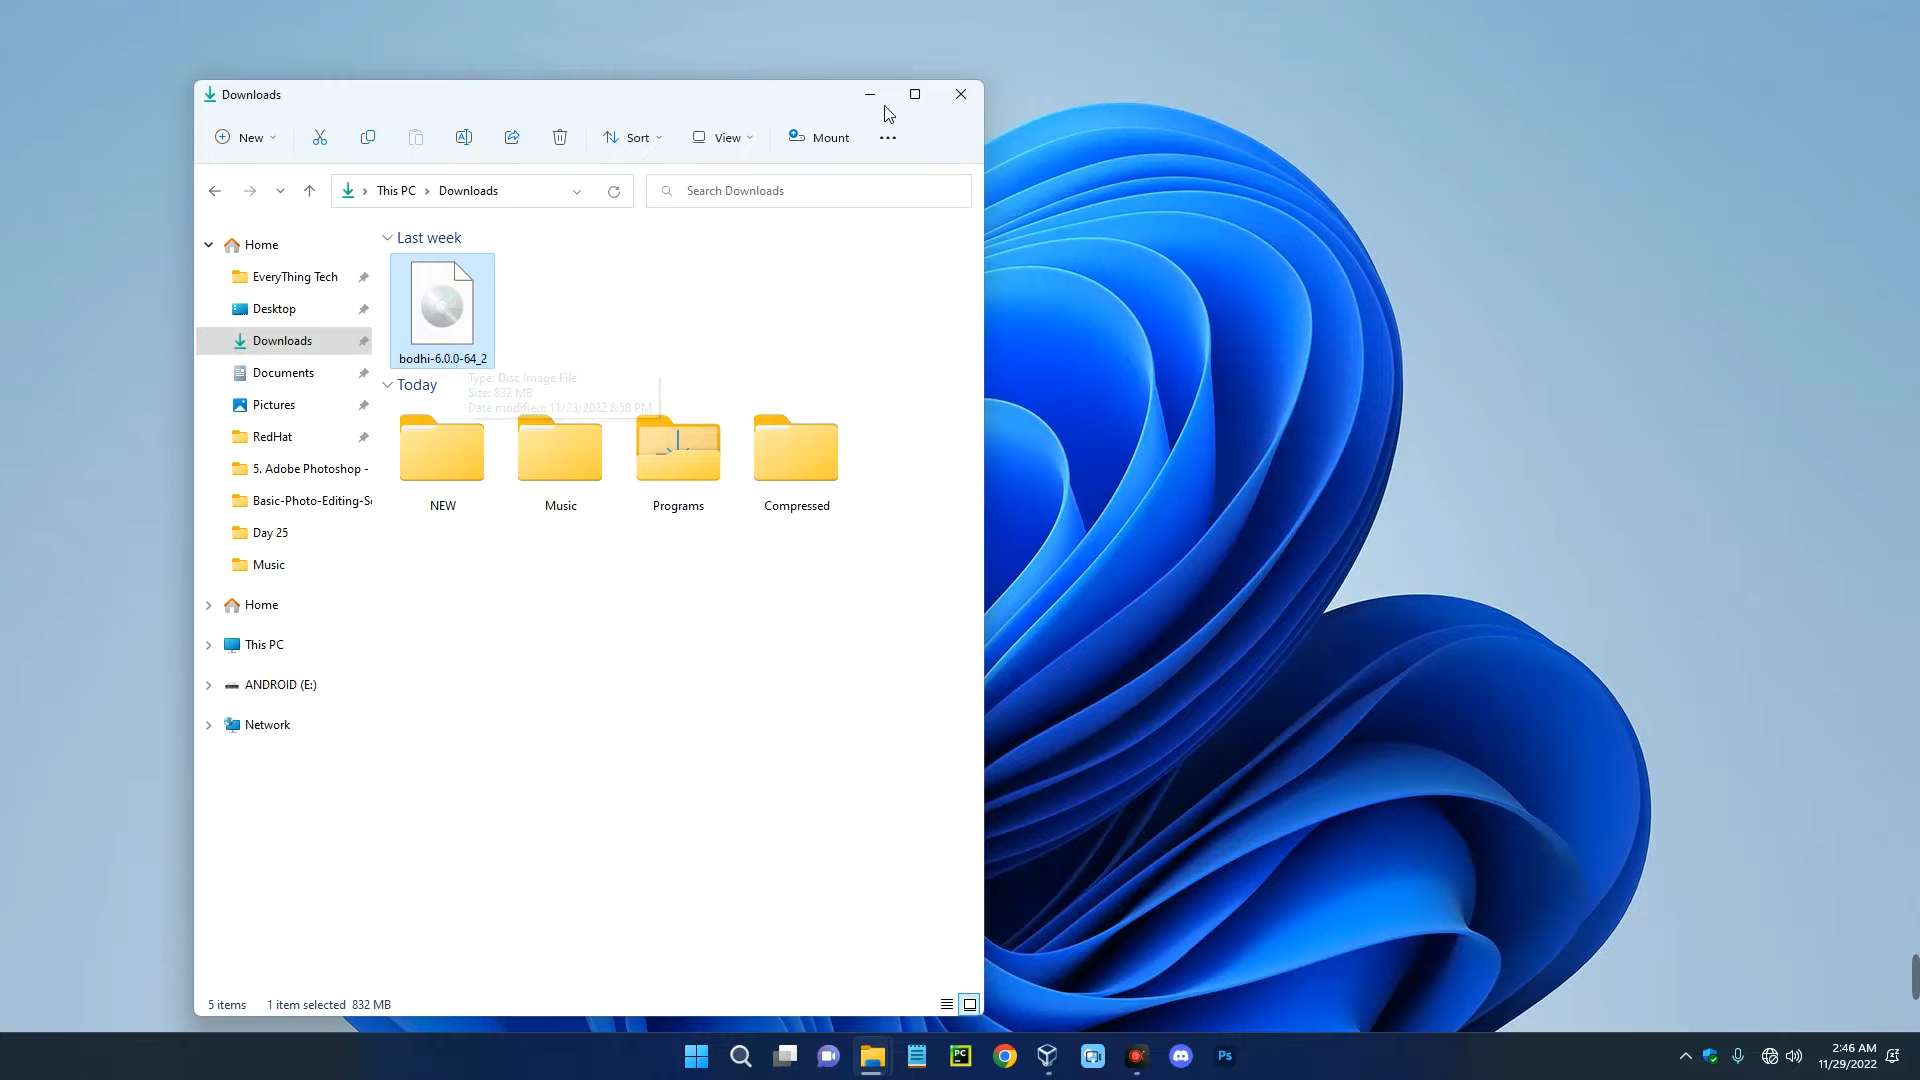 Downloads
New
Sort
View
Mount
This PC
Downloads
Search Downloads
Home
EveryThing Tech
Desktop
Downloads
Documents
Pictures
RedHat
5. Adobe Photoshop -
Basic-Photo-Editing-Se
Day 25
Music
Home
This PC
ANDROID (E:)
Network
Last week
bodhi-6.0.0-64_2
Type: Disc Image File
Size: 832 MB
Date modified: 11/23/2022 8:58 PM
Today
NEW
Music
Programs
Compressed
5 items
1 item selected 832 MB
PC
Ps
2:46 AM
11/29/2022